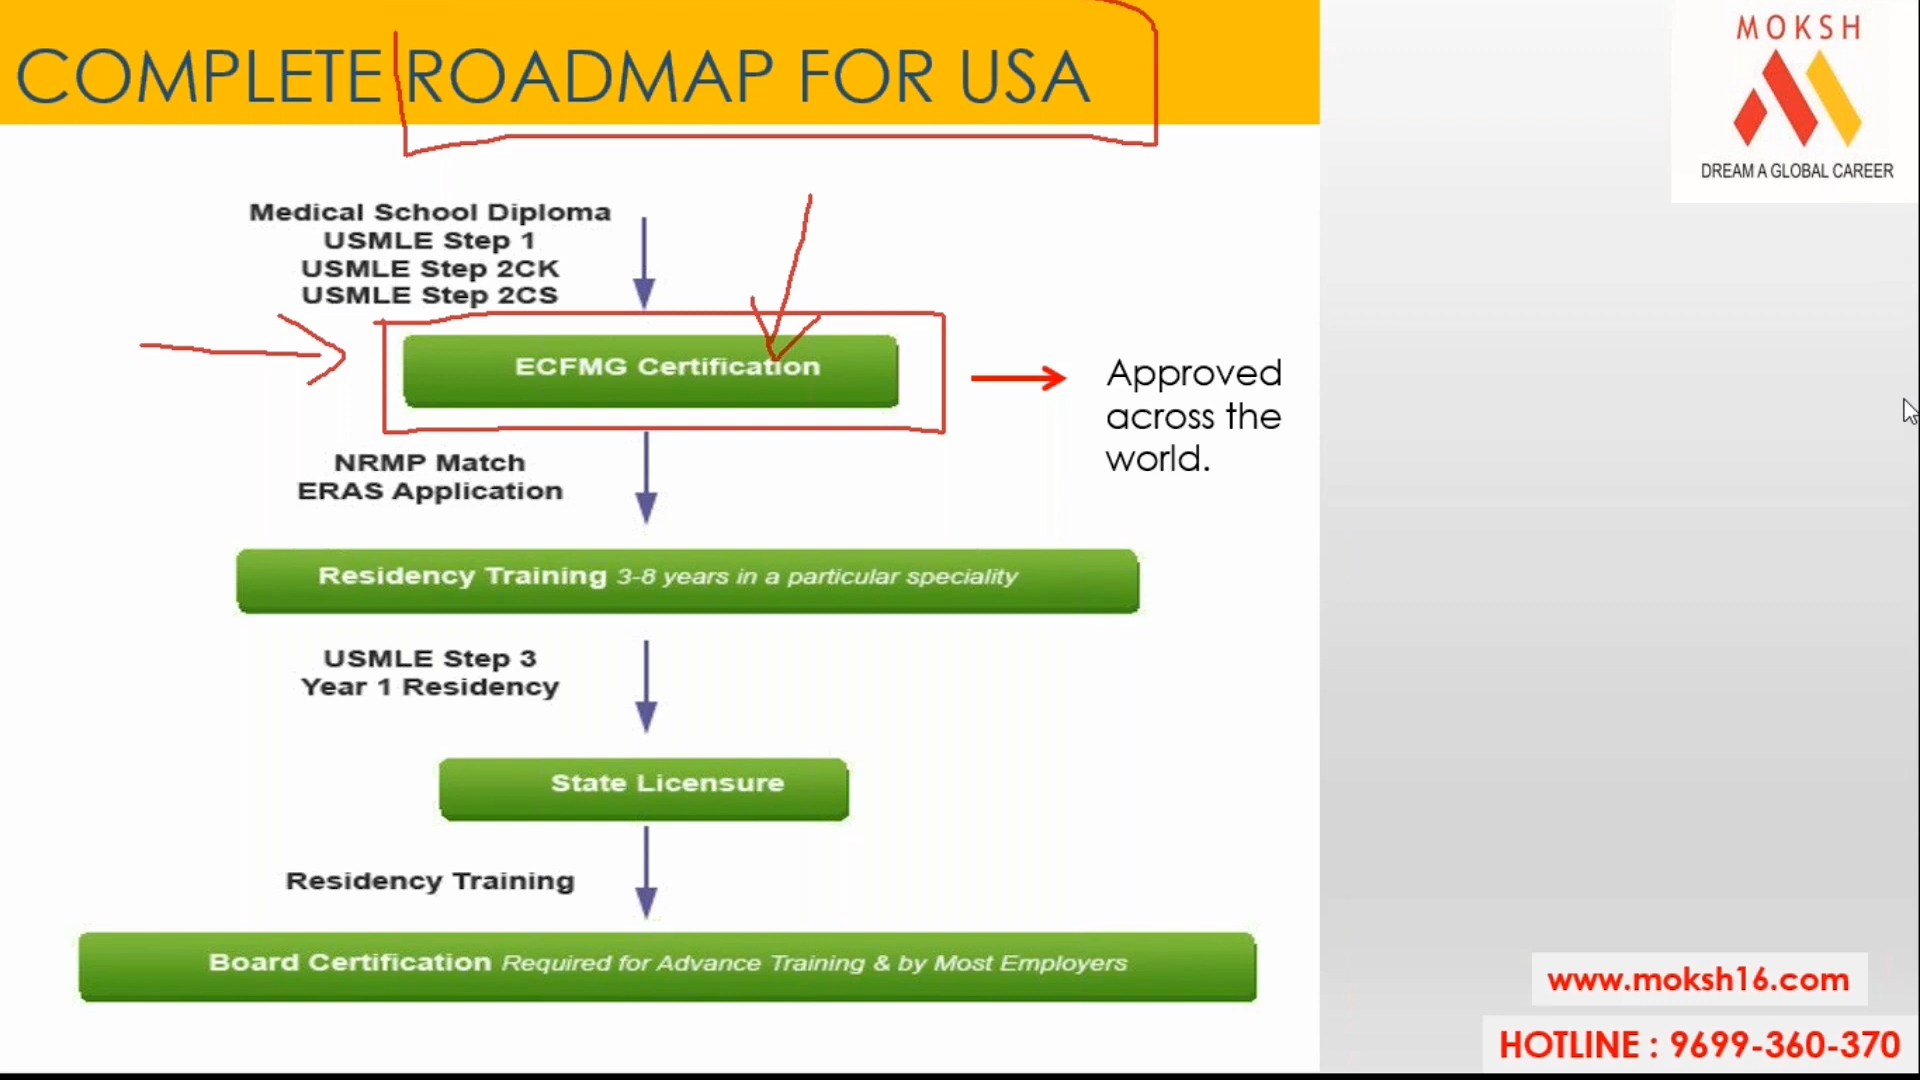 COMPLETE ROADMAP FOR USA
MOKSH
DREAM A GLOBAL CAREER
Medical School Diploma
USMLE Step 1
USMLE Step 2CK
USMLE Step 2CS
ECFMG Certification
Approved
across the
world.
NRMP Match
ERAS Application
Residency Training 3-8 years in a particular speciality
USMLE Step 3
Year 1 Residency
State Licensure
Residency Training
Board Certification Required for Advance Training & by Most Employers
www.moksh16.com
HOTLINE : 9699-360-370